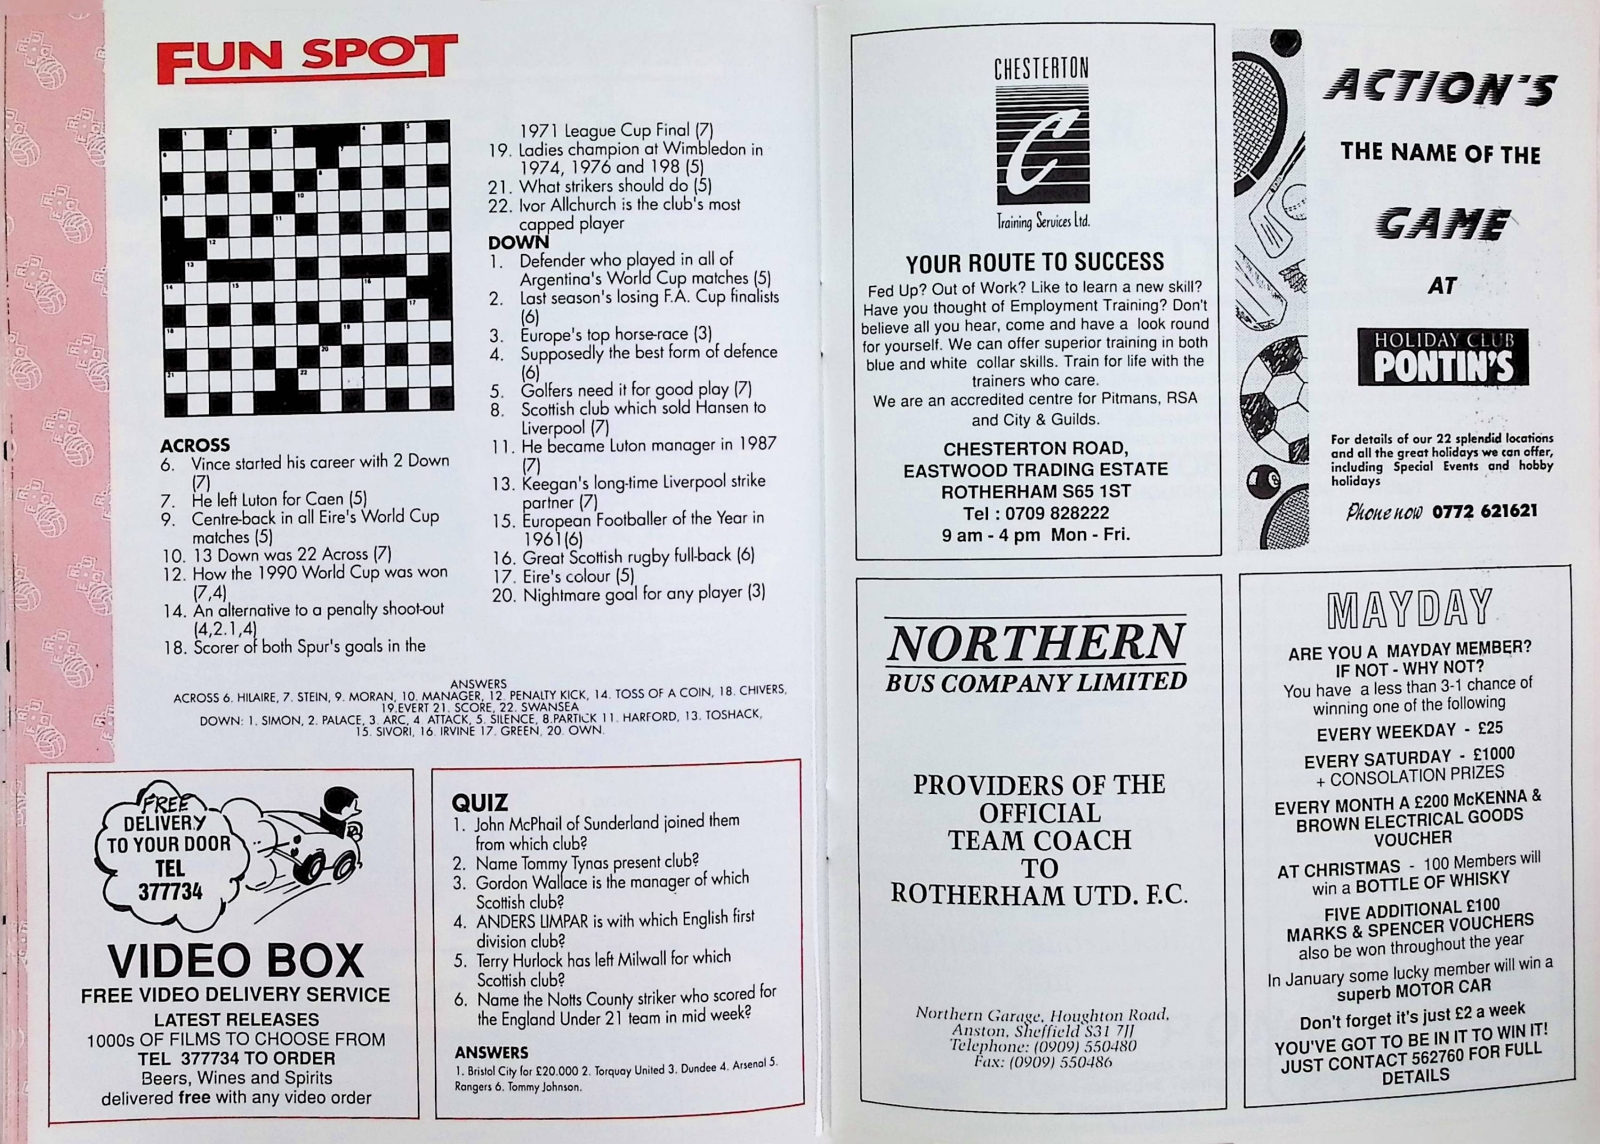 FUN SPOT
ACROSS
6. Vince started his career with 2 Down
(7)
7. He left Luton for Caen (5)
9. Centre-back in all Eire's World Cup
matches (5)
10. 13 Down was 22 Across (7)
12. How the 1990 World Cup was won
(7,4)
14. An alternative to a penalty shoot-out
(4,2.1,4)
18. Scorer of both Spur's goals in the
1971 League Cup Final (7)
19. Ladies champion at Wimbledon in
1974, 1976 and 198 (5)
21. What strikers should do (5)
22. Ivor Allchurch is the club's most
capped player
DOWN
1. Defender who played in all of
Argentina's World Cup matches (5)
2. Last season's losing F.A. Cup finalists
(6)
3. Europe's top horse-race (3)
4. Supposedly the best form of defence
(6)
5. Golfers need it for good play (7)
8. Scottish club which sold Hansen to
Liverpool (7)
11. He became Luton manager in 1987
(7)
13. Keegan's long-time Liverpool strike
partner (7)
15. European Footballer of the Year in
1961(6)
16. Great Scottish rugby full-back (6)
17. Eire's colour (5)
20. Nightmare goal for any player (3)
ANSWERS
ACROSS 6. HILAIRE, 7. STEIN, 9. MORAN, 10. MANAGER, 12. PENALTY KICK, 14. TOSS OF A COIN, 18. CHIVERS,
19.EVERT 21. SCORE, 22. SWANSEA
DOWN: 1. SIMON, 2. PALACE, 3. ARC, 4. ATTACK, 5. SILENCE, 8.PARTICK 11. HARFORD, 13. TOSHACK,
15. SIVORI, 16. IRVINE 17. GREEN, 20. OWN.
FREE
DELIVERY
TO YOUR DOOR
TEL
377734
VIDEO BOX
FREE VIDEO DELIVERY SERVICE
LATEST RELEASES
1000s OF FILMS TO CHOOSE FROM
TEL 377734 TO ORDER
Beers, Wines and Spirits
delivered free with any video order
QUIZ
1. John McPhail of Sunderland joined them
from which club?
2. Name Tommy Tynas present club?
3. Gordon Wallace is the manager of which
Scottish club?
4. ANDERS LIMPAR is with which English first
division club?
5. Terry Hurlock has left Milwall for which
Scottish club?
6. Name the Notts County striker who scored for
the England Under 21 team in mid week?
ANSWERS
1. Bristol City for £20.000 2. Torquay United 3. Dundee 4. Arsenal 5.
Rangers 6. Tommy Johnson.
CHESTERTON
C
Training Services Ltd.
YOUR ROUTE TO SUCCESS
Fed Up? Out of Work? Like to learn a new skill?
Have you thought of Employment Training? Don't
believe all you hear, come and have a look round
for yourself. We can offer superior training in both
blue and white collar skills. Train for life with the
trainers who care.
We are an accredited centre for Pitmans, RSA
and City & Guilds.
CHESTERTON ROAD,
EASTWOOD TRADING ESTATE
ROTHERHAM S65 1ST
Tel : 0709 828222
9 am - 4 pm Mon - Fri.
ACTION'S
THE NAME OF THE
GAME
AT
HOLIDAY CLUB
PONTIN'S
For details of our 22 splendid locations
and all the great holidays we can offer,
including Special Events and hobby
holidays
Phone now 0772 621621
NORTHERN
BUS COMPANY LIMITED
PROVIDERS OF THE
OFFICIAL
TEAM COACH
TO
ROTHERHAM UTD. F.C.
Northern Garage, Houghton Road,
Anston, Sheffield S31 7JJ
Telephone: (0909) 550480
Fax: (0909) 550486
MAYDAY
ARE YOU A MAYDAY MEMBER?
IF NOT - WHY NOT?
You have a less than 3-1 chance of
winning one of the following
EVERY WEEKDAY - £25
EVERY SATURDAY - £1000
+ CONSOLATION PRIZES
EVERY MONTH A £200 McKENNA &
BROWN ELECTRICAL GOODS
VOUCHER
AT CHRISTMAS - 100 Members will
win a BOTTLE OF WHISKY
FIVE ADDITIONAL £100
MARKS & SPENCER VOUCHERS
also be won throughout the year
In January some lucky member will win a
superb MOTOR CAR
Don't forget it's just £2 a week
YOU'VE GOT TO BE IN IT TO WIN IT!
JUST CONTACT 562760 FOR FULL
DETAILS